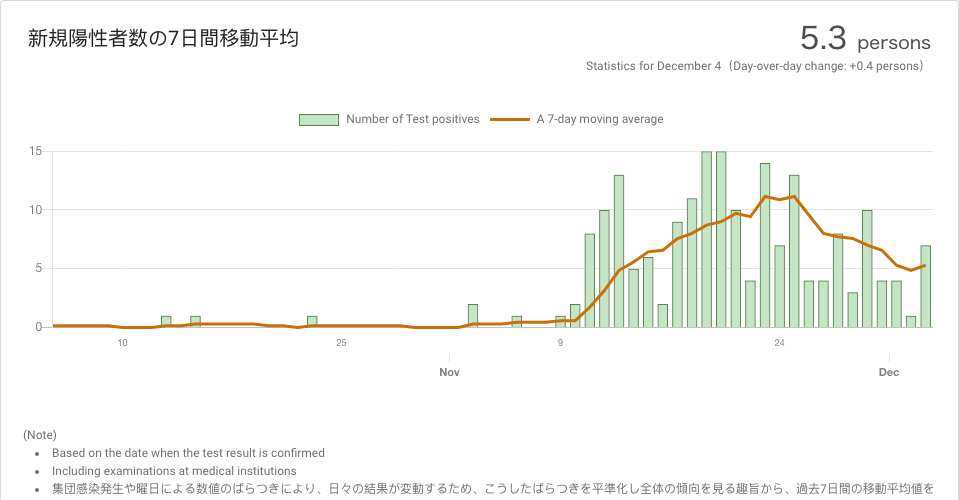 新規陽性者数の7日間移動平均
5.3 persons
Statistics for December 4（Day-over-day change: +0.4 persons）
Number of Test positives A 7-day moving average
15
10
5
0
10 25 9 24
Nov Dec
(Note)
• Based on the date when the test result is confirmed
• Including examinations at medical institutions
• 集団感染発生や曜日による数値のばらつきにより、日々の結果が変動するため、こうしたばらつきを平準化し全体の傾向を見る趣旨から、過去7日間の移動平均値を